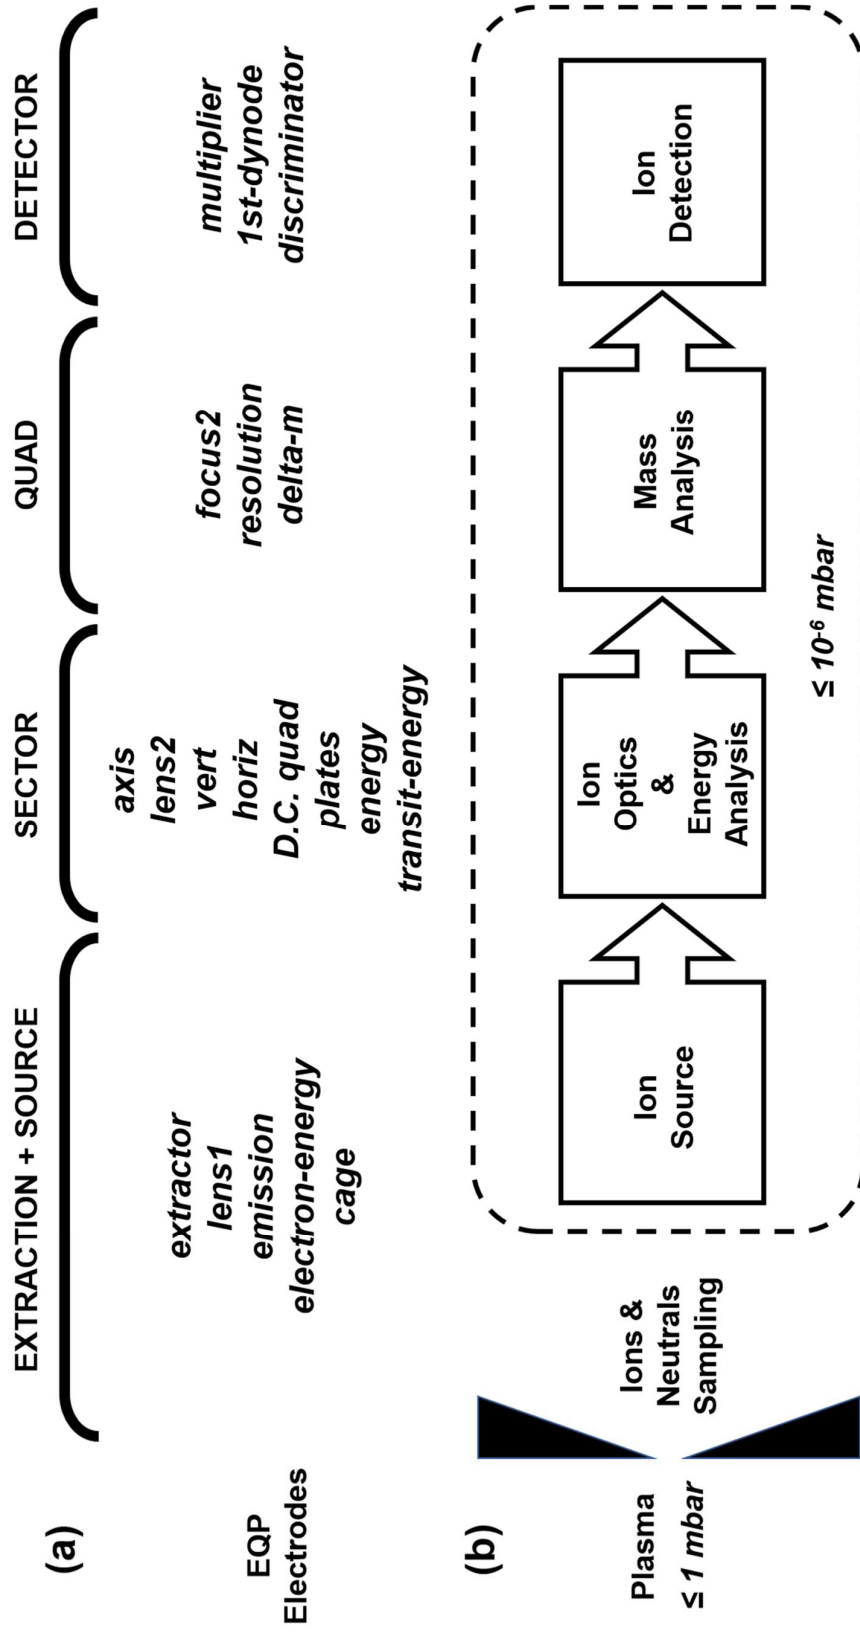 (a)
EXTRACTION + SOURCE
SECTOR
QUAD
DETECTOR
EQP
Electrodes
extractor
lens1
emission
electron-energy
cage
axis
lens2
vert
horiz
D.C. quad
plates
energy
transit-energy
focus2
resolution
delta-m
multiplier
1st-dynode
discriminator
(b)
Plasma
≤ 1 mbar
Ions &
Neutrals
Sampling
Ion
Source
Ion
Optics
&
Energy
Analysis
Mass
Analysis
Ion
Detection
≤ 10⁻⁶ mbar